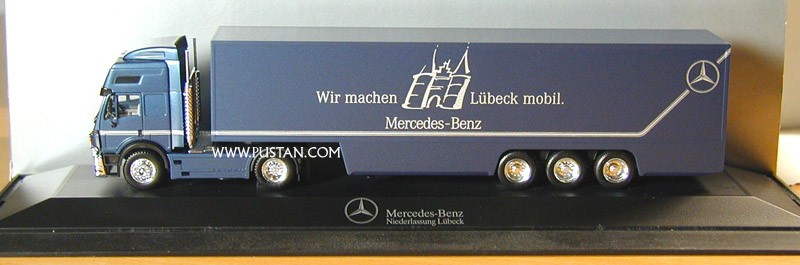 Wir machen Lübeck mobil.
Mercedes-Benz
WWW.PUSTAN.COM
Mercedes-Benz
Niederlassung Lübeck